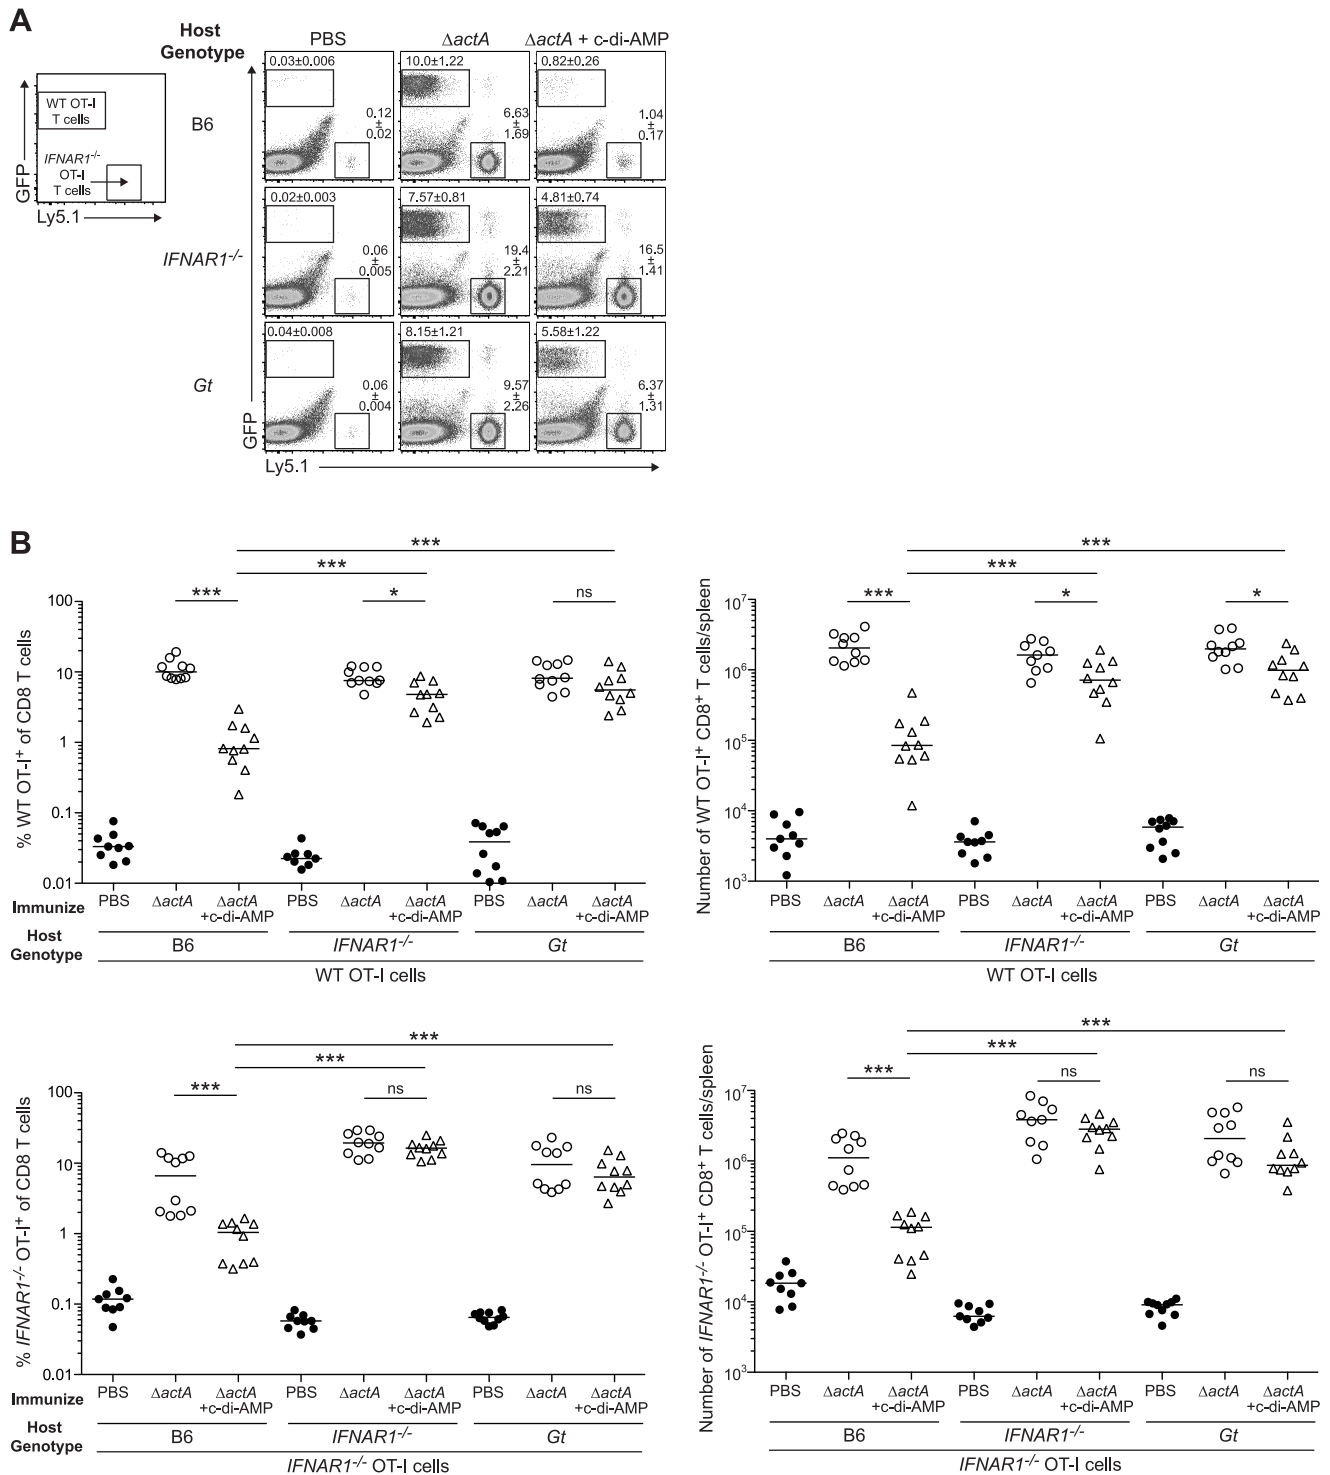 A
Host
Genotype
PBS
ΔactA
ΔactA + c-di-AMP
WT OT-I
T cells
IFNAR1-/-
OT-I
T cells
GFP
Ly5.1
B6
0.03±0.006
0.12
±
0.02
10.0±1.22
6.63
±
1.69
0.82±0.26
1.04
±
0.17
IFNAR1-/-
0.02±0.003
0.06
±
0.005
7.57±0.81
19.4
±
2.21
4.81±0.74
16.5
±
1.41
Gt
0.04±0.008
0.06
±
0.004
8.15±1.21
9.57
±
2.26
5.58±1.22
6.37
±
1.31
GFP
Ly5.1
B
% WT OT-I+ of CD8 T cells
100
10
1
0.1
0.01
***
***
***
*
ns
Immunize
PBS
ΔactA
ΔactA
+c-di-AMP
PBS
ΔactA
ΔactA
+c-di-AMP
PBS
ΔactA
ΔactA
+c-di-AMP
Host
Genotype
B6
IFNAR1-/-
Gt
WT OT-I cells
Number of WT OT-I+ CD8+ T cells/spleen
10^7
10^6
10^5
10^4
10^3
***
***
***
*
*
PBS
ΔactA
ΔactA
+c-di-AMP
PBS
ΔactA
ΔactA
+c-di-AMP
PBS
ΔactA
ΔactA
+c-di-AMP
B6
IFNAR1-/-
Gt
WT OT-I cells
% IFNAR1-/- OT-I+ of CD8 T cells
100
10
1
0.1
0.01
***
***
***
ns
ns
Immunize
PBS
ΔactA
ΔactA
+c-di-AMP
PBS
ΔactA
ΔactA
+c-di-AMP
PBS
ΔactA
ΔactA
+c-di-AMP
Host
Genotype
B6
IFNAR1-/-
Gt
IFNAR1-/- OT-I cells
Number of IFNAR1-/- OT-I+ CD8+ T cells/spleen
10^7
10^6
10^5
10^4
10^3
***
***
***
ns
ns
PBS
ΔactA
ΔactA
+c-di-AMP
PBS
ΔactA
ΔactA
+c-di-AMP
PBS
ΔactA
ΔactA
+c-di-AMP
B6
IFNAR1-/-
Gt
IFNAR1-/- OT-I cells